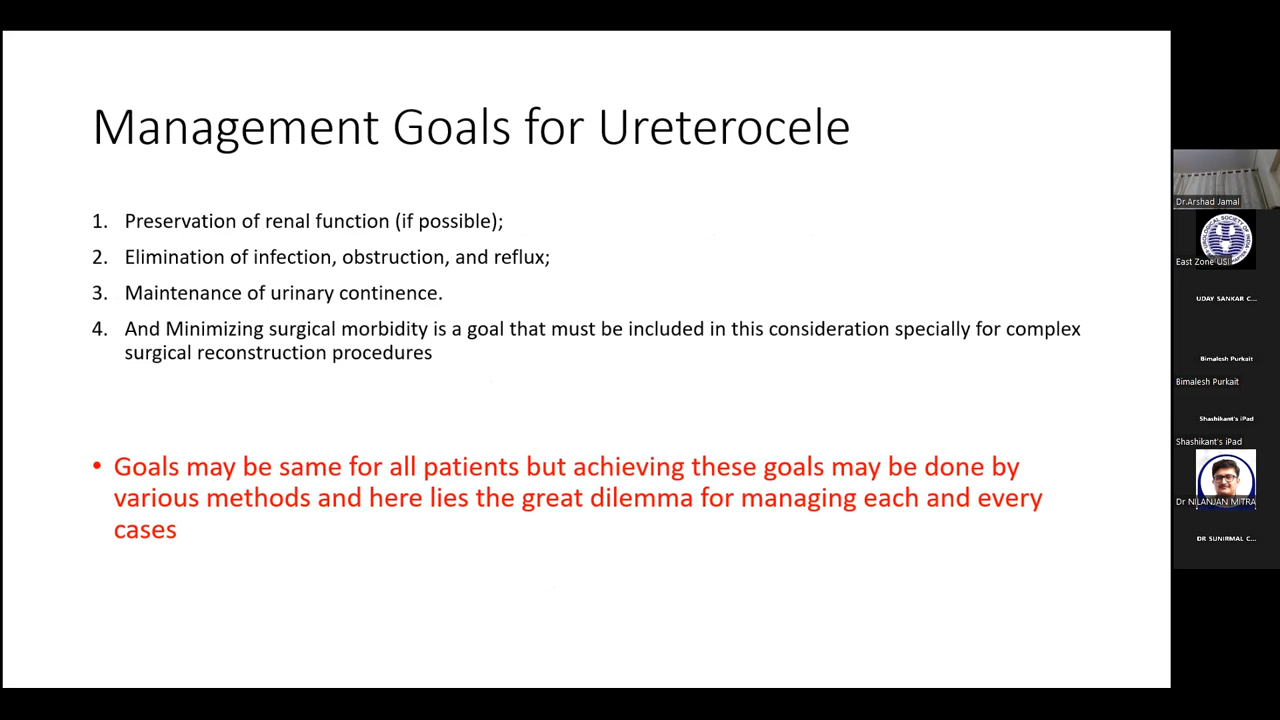 Management Goals for Ureterocele
1. Preservation of renal function (if possible);
2. Elimination of infection, obstruction, and reflux;
3. Maintenance of urinary continence.
4. And Minimizing surgical morbidity is a goal that must be included in this consideration specially for complex
surgical reconstruction procedures
• Goals may be same for all patients but achieving these goals may be done by
various methods and here lies the great dilemma for managing each and every
cases
Dr.Arshad Jamal
East Zone USI
UDAY SANKAR C...
Bimalesh Purkait
Bimalesh Purkait
Shashikant's iPad
Shashikant's iPad
Dr NILANJAN MITRA
DR SUNIRMAL C...